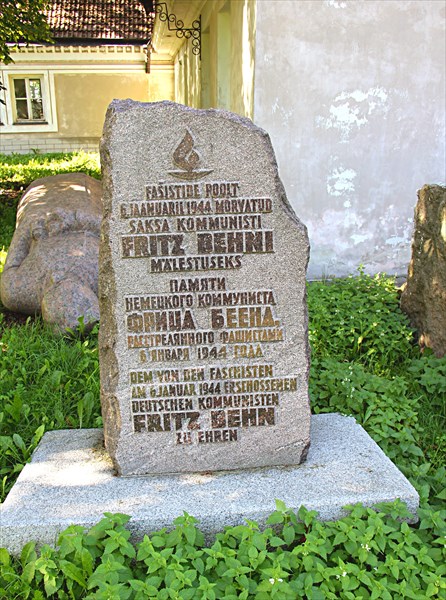 FAŠISTIDE POOLT
6.JAANUARIL 1944 MÕRVATUD
SAKSA KOMMUNISTI
FRITZ BEHNI
MÄLESTUSEKS
ПАМЯТИ
НЕМЕЦКОГО КОММУНИСТА
ФРИЦА БЕЕНА,
РАССТРЕЛЯННОГО ФАШИСТАМИ
6 ЯНВАРЯ 1944 ГОДА
DEM VON DEN FASCHISTEN
AM 6.JANUAR 1944 ERSCHOSSENEN
DEUTSCHEN KOMMUNISTEN
FRITZ BEHN
ZU EHREN